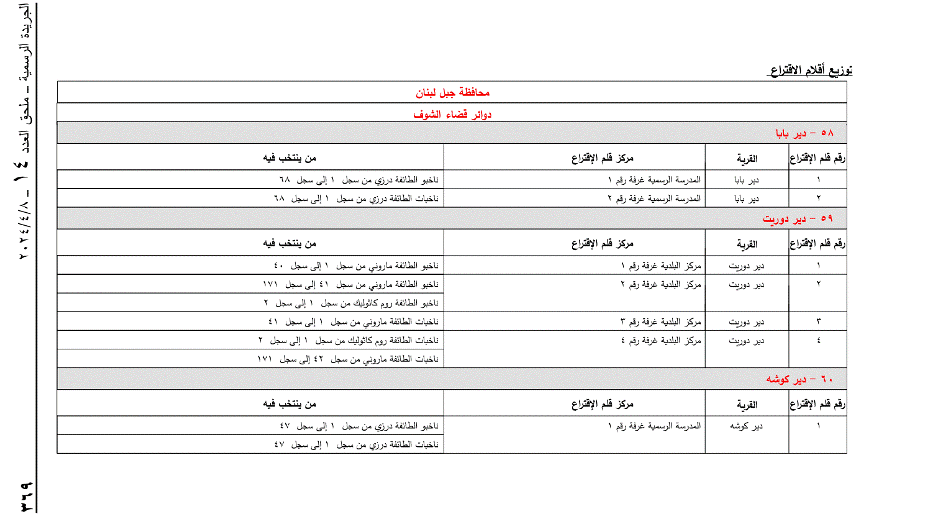 الجريدة الرسمية – ملحق العدد ١٤ – ٢٠٢٤/٤/٨
توزيع أقلام الاقتراع
محافظة جبل لبنان
دوائر قضاء الشوف
٥٨ - دير بابا
رقم قلم الإقتراع القرية مركز قلم الإقتراع من ينتخب فيه
١ دير بابا المدرسة الرسمية غرفة رقم ١ ناخبو الطائفة درزي من سجل ١ إلى سجل ٦٨
٢ دير بابا المدرسة الرسمية غرفة رقم ٢ ناخبات الطائفة درزي من سجل ١ إلى سجل ٦٨
٥٩ - دير دوريت
رقم قلم الإقتراع القرية مركز قلم الإقتراع من ينتخب فيه
١ دير دوريت مركز البلدية غرفة رقم ١ ناخبو الطائفة ماروني من سجل ١ إلى سجل ٤٠
٢ دير دوريت مركز البلدية غرفة رقم ٢ ناخبو الطائفة ماروني من سجل ٤١ إلى سجل ١٧١
ناخبو الطائفة روم كاثوليك من سجل ١ إلى سجل ٢
٣ دير دوريت مركز البلدية غرفة رقم ٣ ناخبات الطائفة ماروني من سجل ١ إلى سجل ٤١
٤ دير دوريت مركز البلدية غرفة رقم ٤ ناخبات الطائفة روم كاثوليك من سجل ١ إلى سجل ٢
ناخبات الطائفة ماروني من سجل ٤٢ إلى سجل ١٧١
٦٠ - دير كوشه
رقم قلم الإقتراع القرية مركز قلم الإقتراع من ينتخب فيه
١ دير كوشه المدرسة الرسمية غرفة رقم ١ ناخبو الطائفة درزي من سجل ١ إلى سجل ٤٧
ناخبات الطائفة درزي من سجل ١ إلى سجل ٤٧
٣٦٩